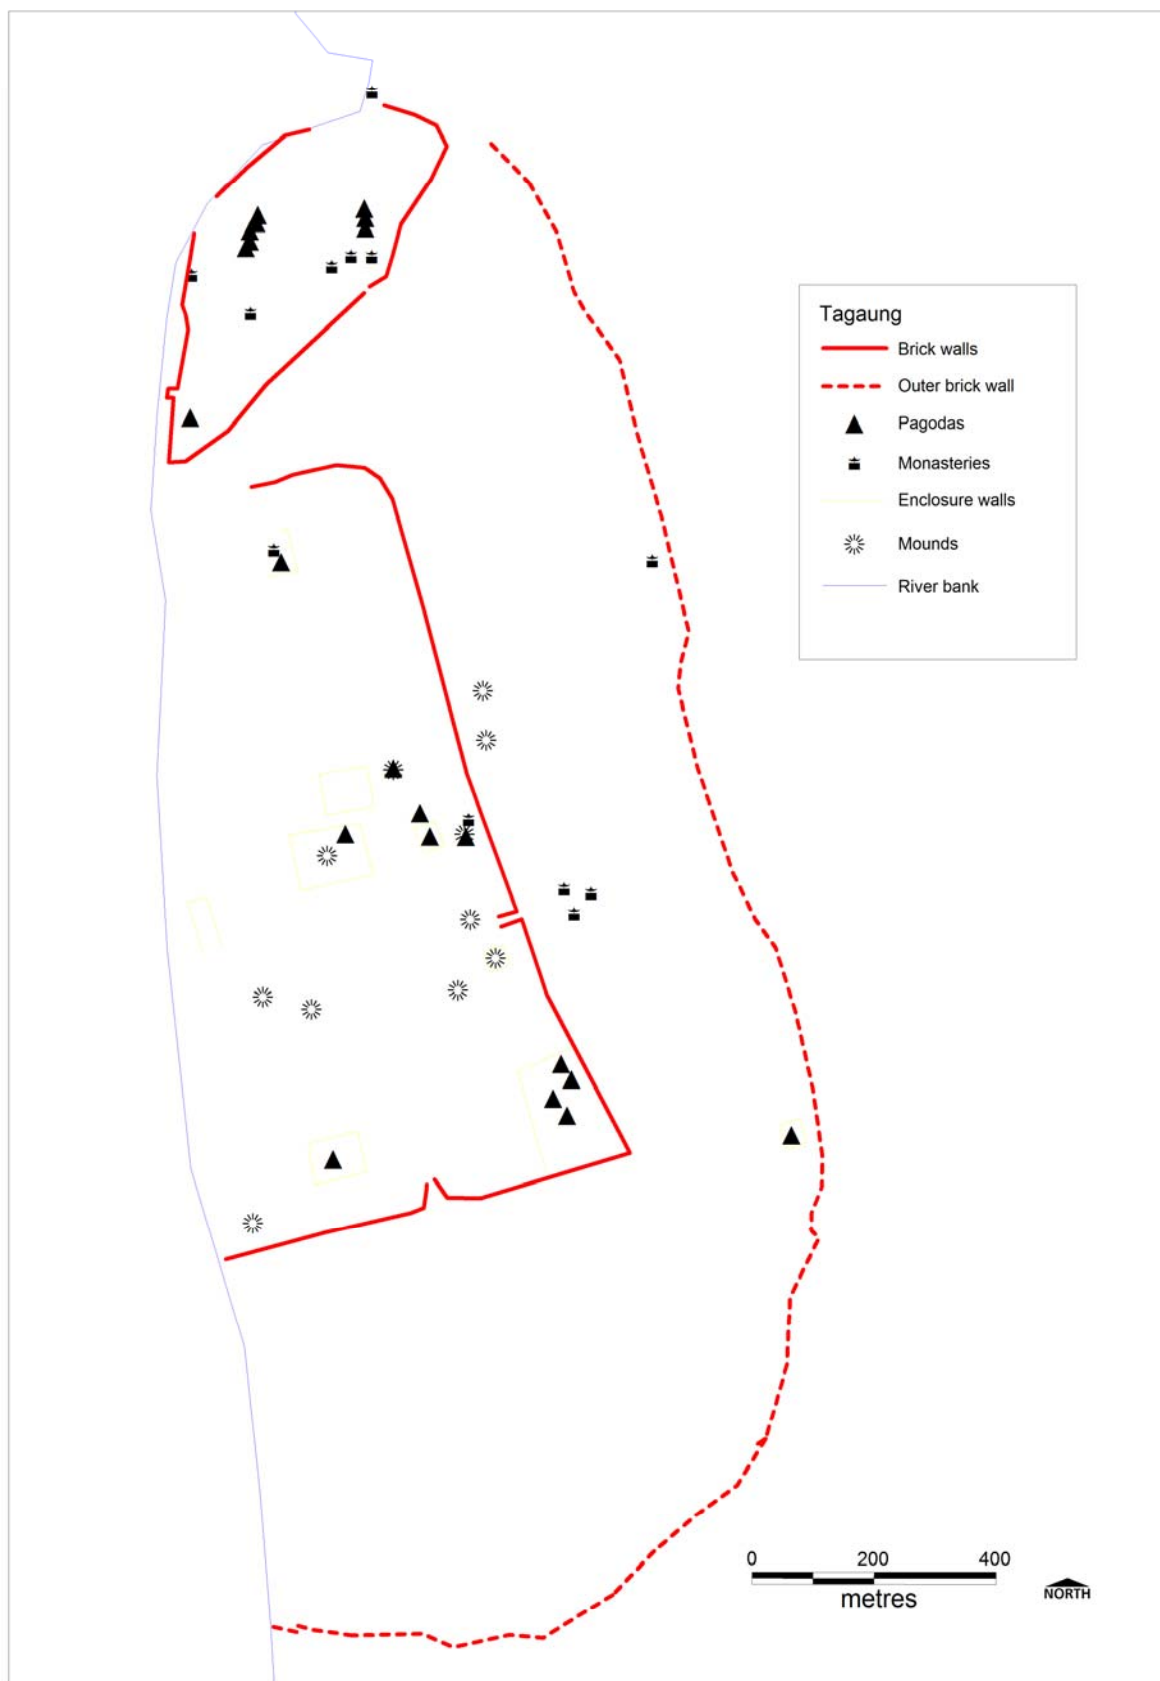 Tagaung
Brick walls
Outer brick wall
Pagodas
Monasteries
Enclosure walls
Mounds
River bank
0 200 400
metres
NORTH